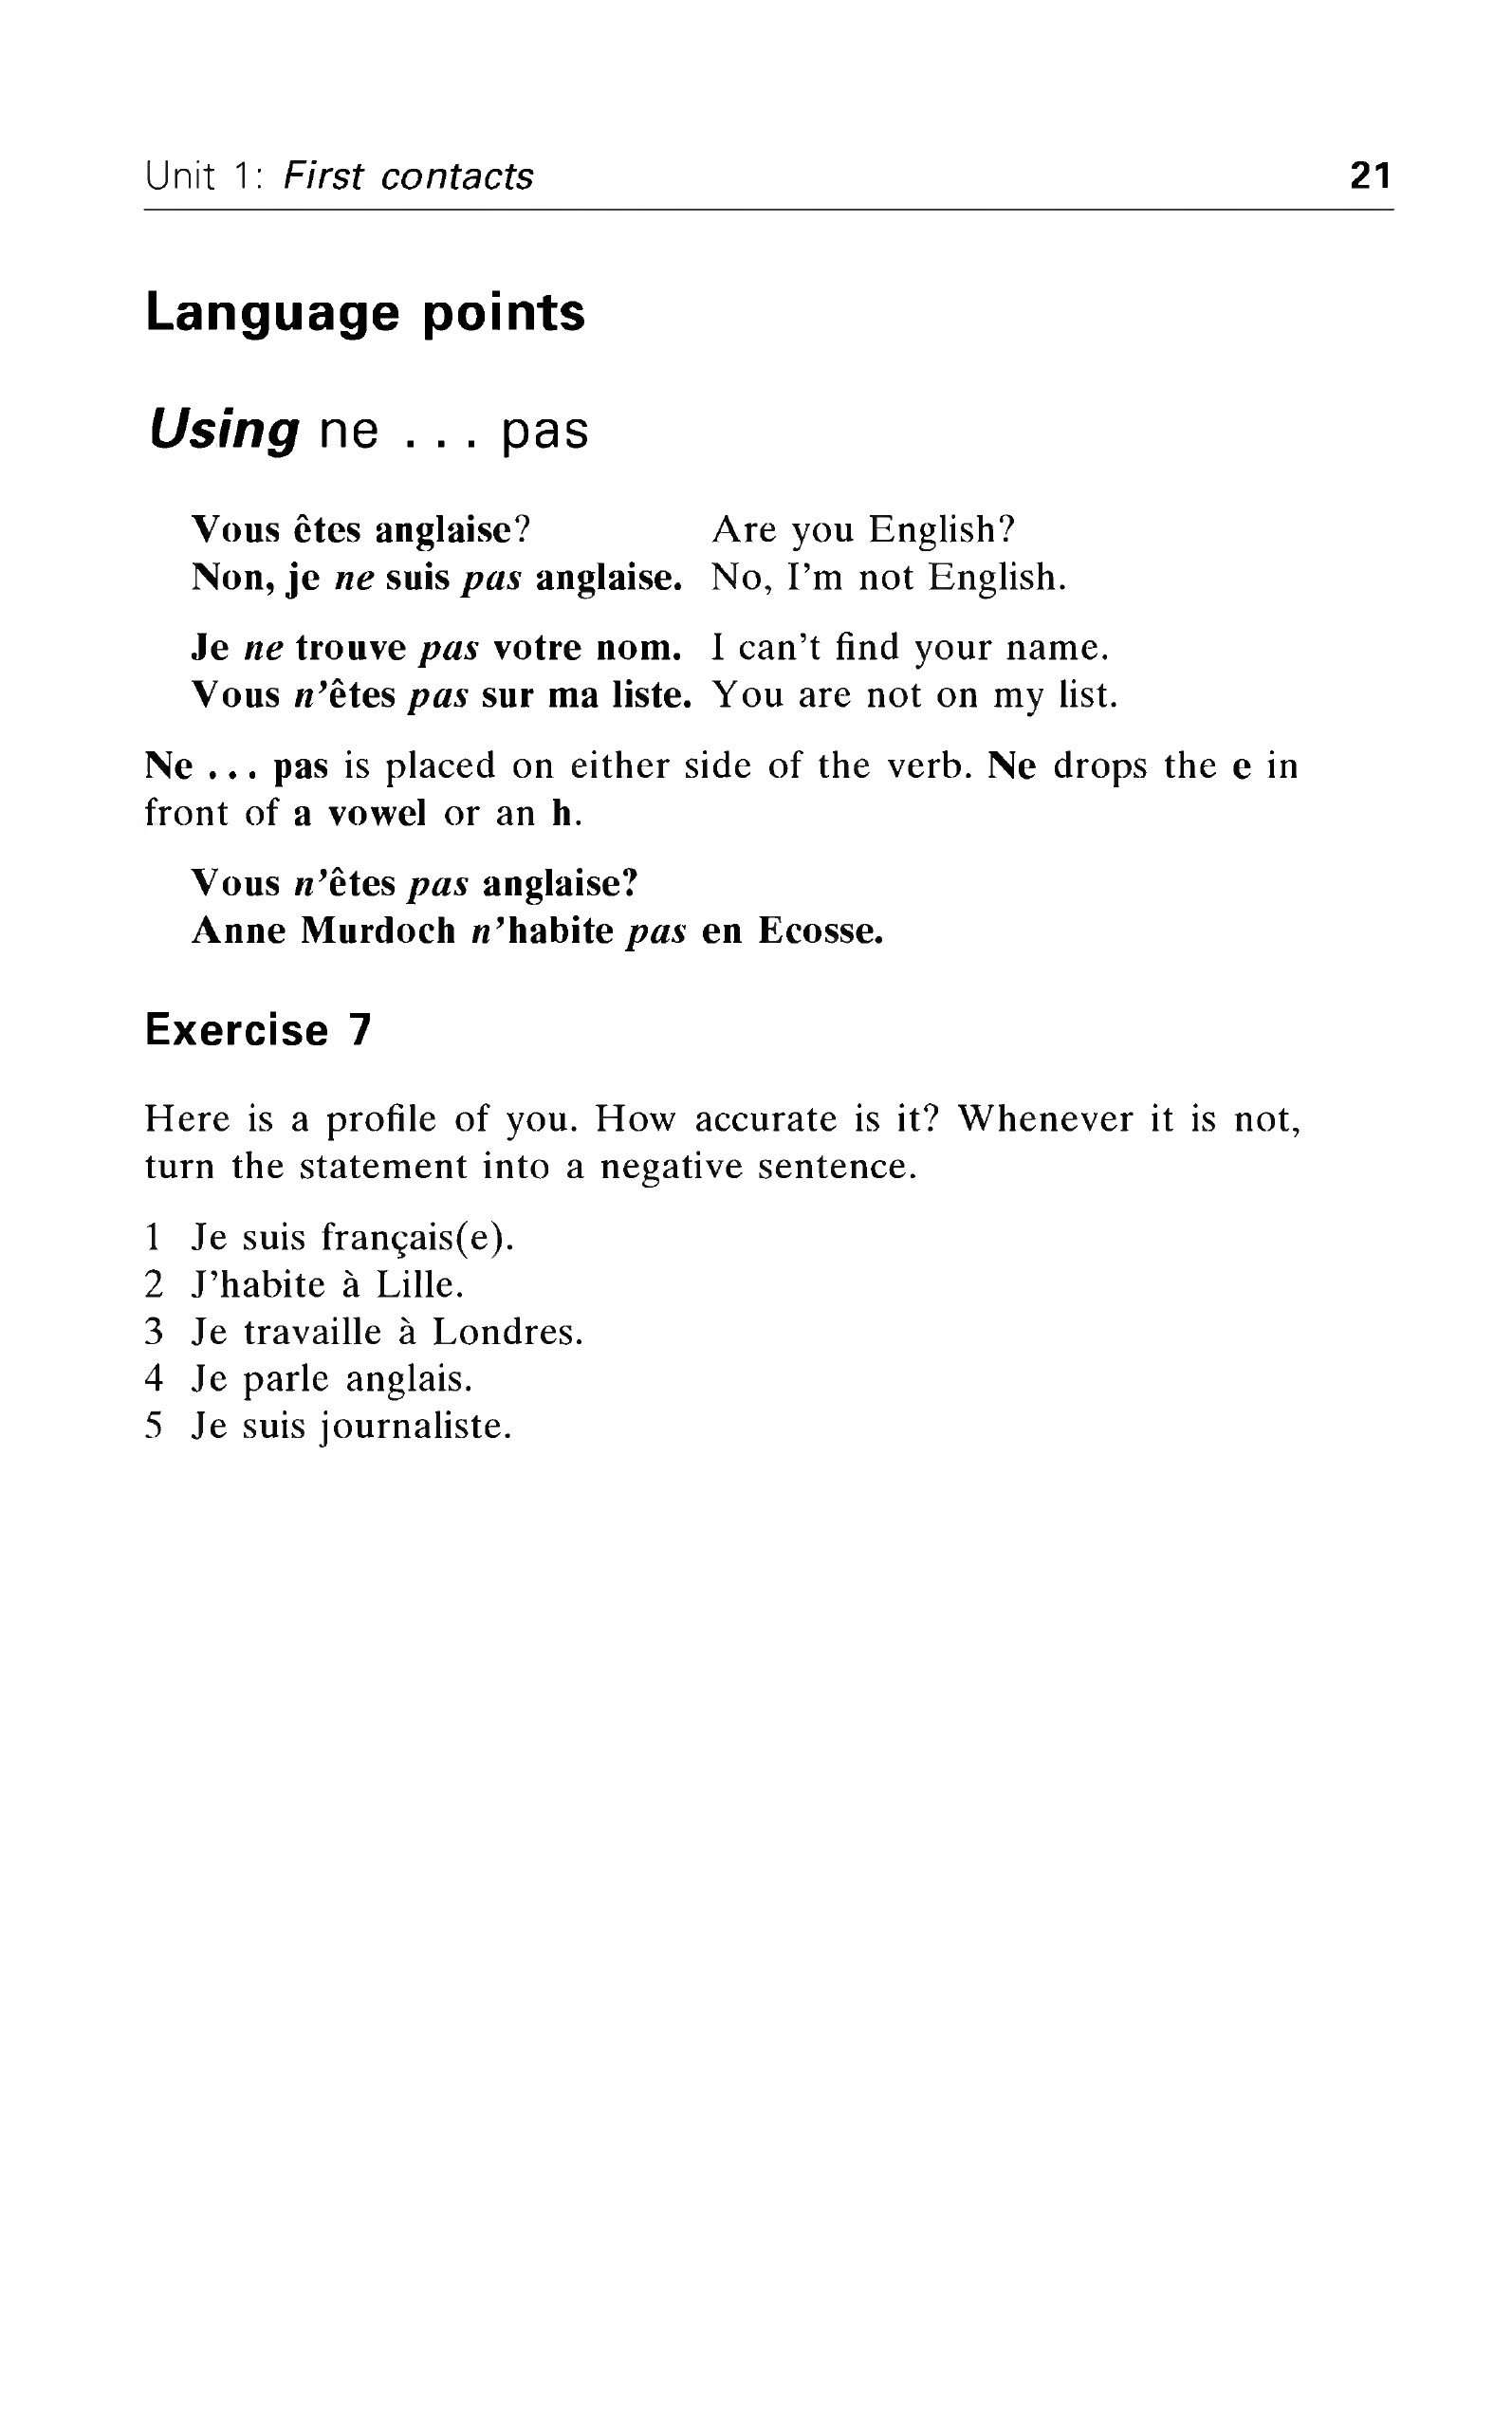 Unit 1: First contacts 21
Language points
Using ne . . . pas
Vous êtes anglaise? Are you English?
Non, je ne suis pas anglaise. No, I'm not English.
Je ne trouve pas votre nom. I can't find your name.
Vous n'êtes pas sur ma liste. You are not on my list.
Ne . . . pas is placed on either side of the verb. Ne drops the e in
front of a vowel or an h.
Vous n'êtes pas anglaise?
Anne Murdoch n'habite pas en Ecosse.
Exercise 7
Here is a profile of you. How accurate is it? Whenever it is not,
turn the statement into a negative sentence.
1 Je suis français(e).
2 J'habite à Lille.
3 Je travaille à Londres.
4 Je parle anglais.
5 Je suis journaliste.